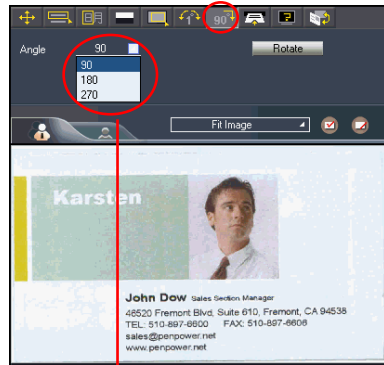 90°
Angle 90 Rotate
90
180
270
Fit Image
Karsten
John Dow Sales Section Manager
46520 Fremont Blvd, Suite 610, Fremont, CA 94538
TEL: 510-897-6600 FAX: 510-897-6606
sales@penpower.net
www.penpower.net